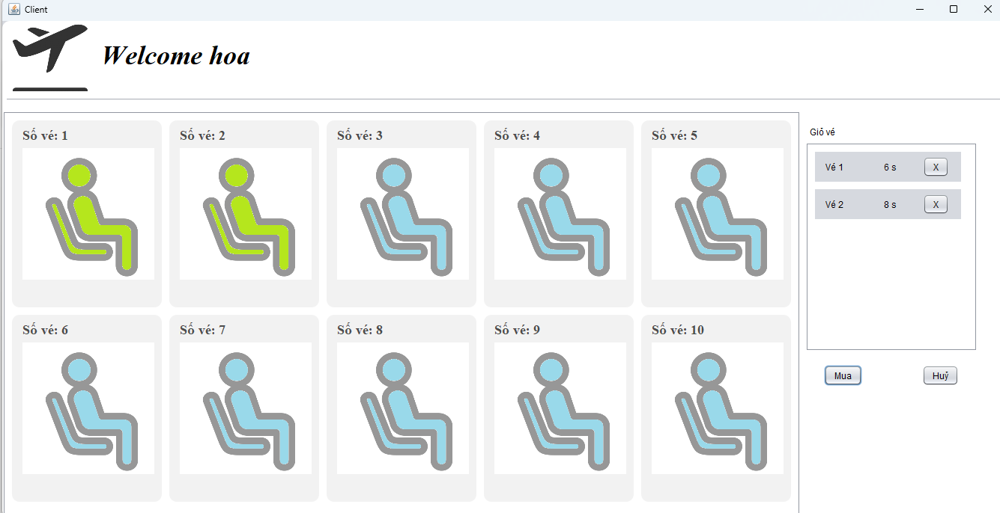 Client
Welcome hoa
Số vé: 1
Số vé: 2
Số vé: 3
Số vé: 4
Số vé: 5
Số vé: 6
Số vé: 7
Số vé: 8
Số vé: 9
Số vé: 10
Giỏ vé
Vé 1 6 s X
Vé 2 8 s X
Mua Huỷ